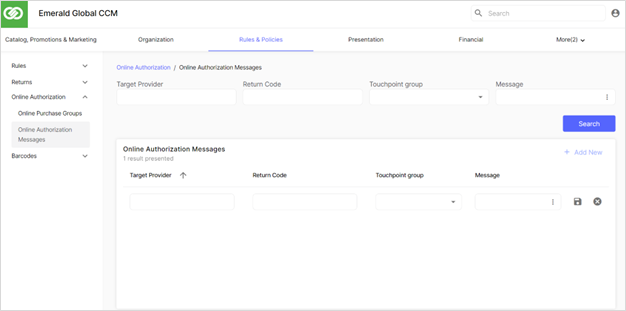 Emerald Global CCM
Search
Catalog, Promotions & Marketing
Organization
Rules & Policies
Presentation
Financial
More(2)
Rules
Returns
Online Authorization
Online Purchase Groups
Online Authorization
Messages
Barcodes
Online Authorization / Online Authorization Messages
Target Provider
Return Code
Touchpoint group
Message
Search
Online Authorization Messages
1 result presented
+ Add New
Target Provider
Return Code
Touchpoint group
Message